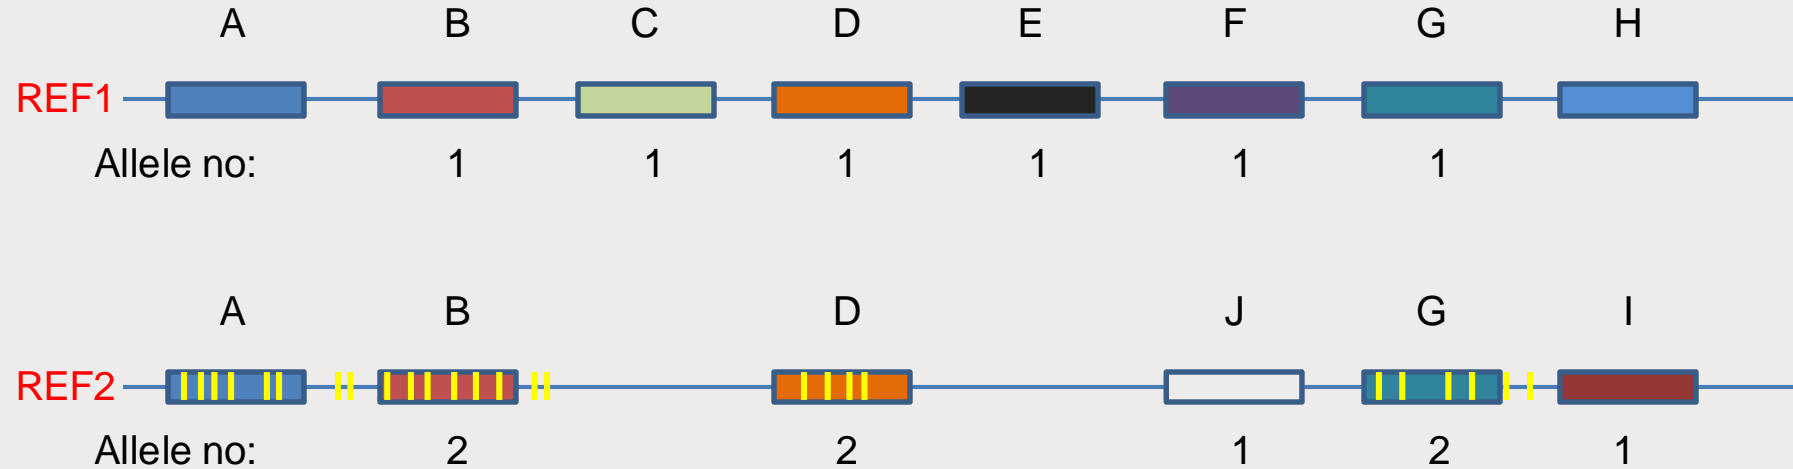 A B C D E F G H
REF1
Allele no: 1 1 1 1 1 1
A B D J G I
REF2
Allele no: 2 2 1 2 1